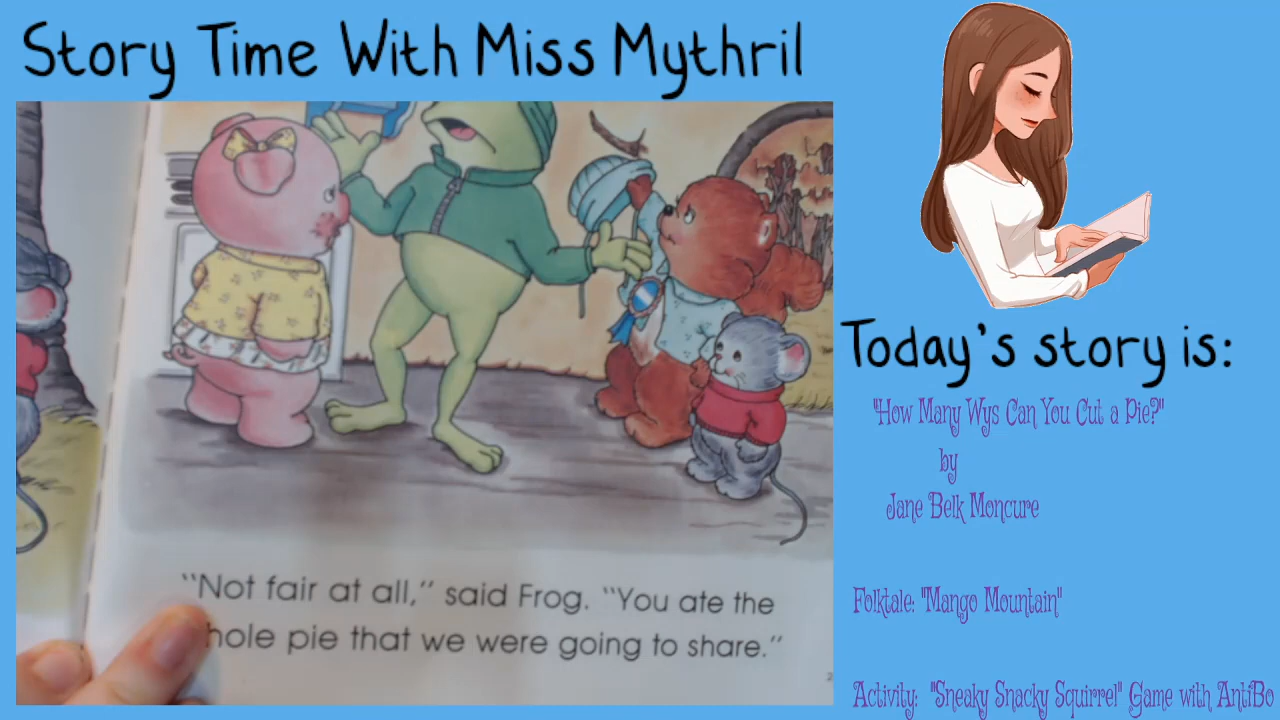 Story Time With Miss Mythril
"Not fair at all," said Frog. "You ate the
hole pie that we were going to share."
Today's story is:
"How Many Wys Can You Cut a Pie?"
by
Jane Belk Moncure
Folktale: "Mango Mountain"
Activity: "Sneaky Snacky Squirrel" Game with AntiBo